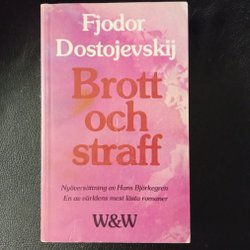 Fjodor
Dostojevskij
Brott
och
straff
Nyöversättning av Hans Björkegren
En av världens mest lästa romaner
W&W